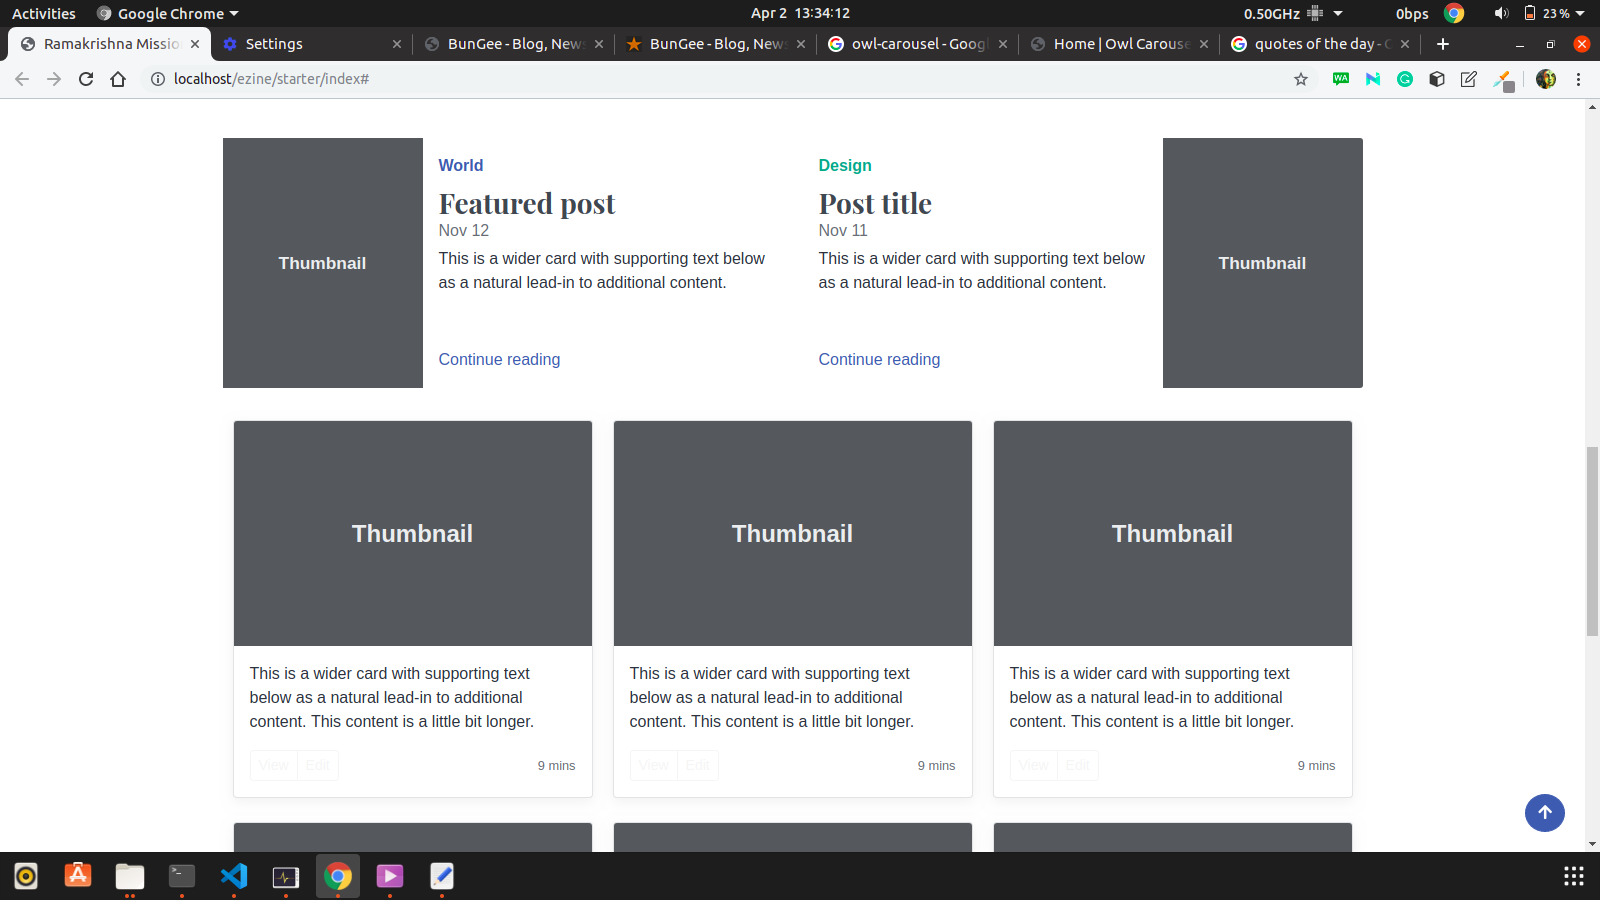 Activities Google Chrome Apr 2 13:34:12 0.50GHz 0bps 23 %
Ramakrishna Missio Settings BunGee - Blog, New BunGee - Blog, New owl-carousel - Goog Home | Owl Carouse quotes of the day -
localhost/ezine/starter/index#
World
Featured post
Nov 12
This is a wider card with supporting text below
as a natural lead-in to additional content.
Continue reading
Thumbnail
Design
Post title
Nov 11
This is a wider card with supporting text below
as a natural lead-in to additional content.
Continue reading
Thumbnail
Thumbnail
This is a wider card with supporting text
below as a natural lead-in to additional
content. This content is a little bit longer.
View Edit 9 mins
Thumbnail
This is a wider card with supporting text
below as a natural lead-in to additional
content. This content is a little bit longer.
View Edit 9 mins
Thumbnail
This is a wider card with supporting text
below as a natural lead-in to additional
content. This content is a little bit longer.
View Edit 9 mins